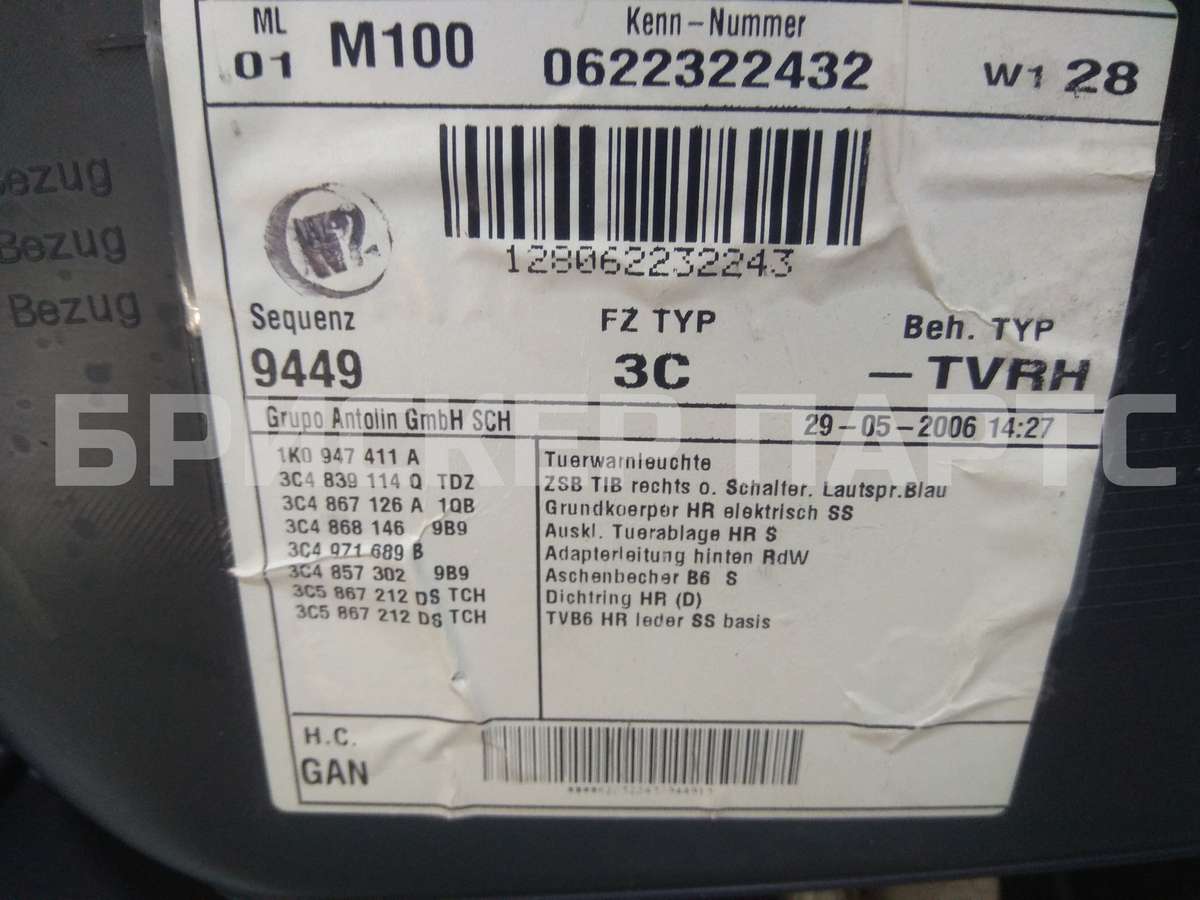 ML
01 M100
Kenn-Nummer
0622322432
W1 28
Bezug
Bezug
Bezug
128062232243
Sequenz
9449
FZ TYP
3C
Beh. TYP
-TVRH
БРИСКЕР ПАРТС
Grupo Antolin GmbH SCH 29-05-2006 14:27
1K0 947 411 A Tuerwarnleuchte
3C4 839 114 Q TDZ ZSB TIB rechts o. Schalter. Lautspr.Blau
3C4 867 126 A 1QB Grundkoerper HR elektrisch SS
3C4 868 146 9B9 Auskl. Tuerablage HR S
3C4 971 689 B Adapterleitung hinten RdW
3C4 857 302 9B9 Aschenbecher B6 S
3C5 867 212 DS TCH Dichtring HR (D)
3C5 867 212 DS TCH TVB6 HR leder SS basis
H.C.
GAN